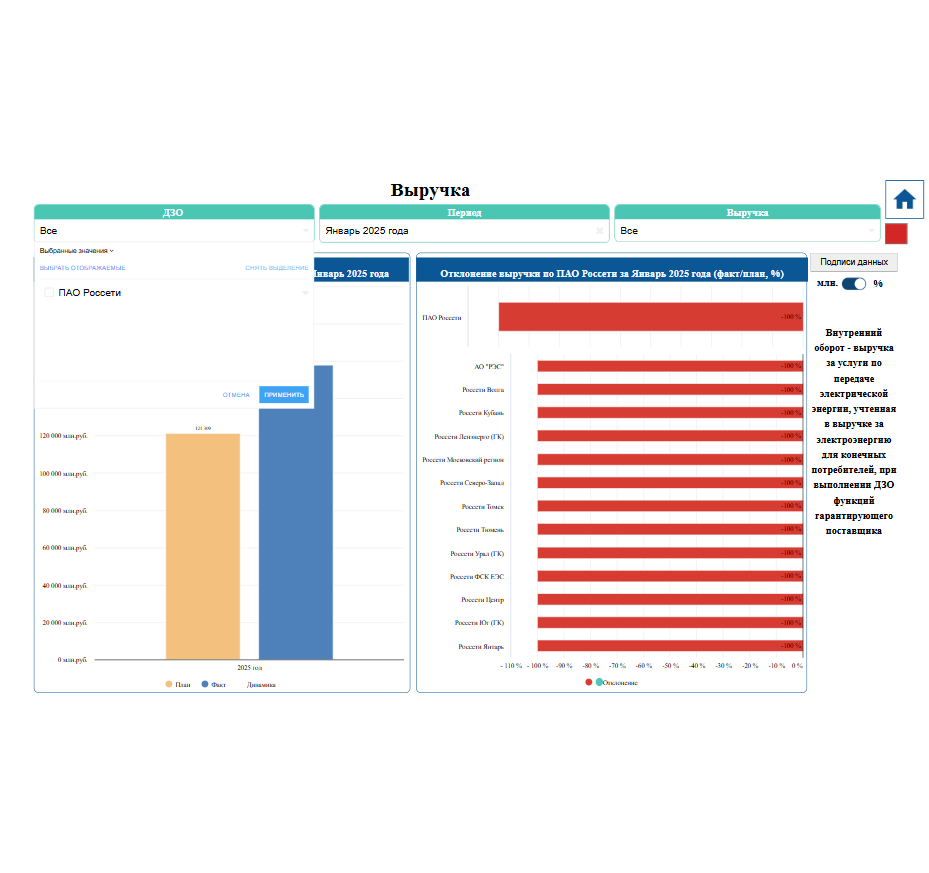 Выручка
ДЗО
Период
Выручка
Все
Январь 2025 года
Все
Выбранные значения
ВЫБРАТЬ ОТОБРАЖАЕМЫЕ
СНЯТЬ ВЫДЕЛЕНИЕ
ПАО Россети
ОТМЕНА
ПРИМЕНИТЬ
Январь 2025 года
120 000 млн.руб.
100 000 млн.руб.
80 000 млн.руб.
60 000 млн.руб.
40 000 млн.руб.
20 000 млн.руб.
0 млн.руб.
2025 год
План
Факт
Динамика
Отклонение выручки по ПАО Россети за Январь 2025 года (факт/план, %)
ПАО Россети
-100 %
АО "РЭС"
-100 %
Россети Волга
-100 %
Россети Кубань
-100 %
Россети Ленэнерго (ГК)
-100 %
Россети Московский регион
-100 %
Россети Северо-Запад
-100 %
Россети Томск
-100 %
Россети Тюмень
-100 %
Россети Урал (ГК)
-100 %
Россети ФСК ЕЭС
-100 %
Россети Центр
-100 %
Россети Юг (ГК)
-100 %
Россети Янтарь
-100 %
- 110 % - 100 % -90 % -80 % -70 % -60 % -50 % -40 % -30 % -20 % -10 % 0 %
Отклонение
Подписи данных
млн.
%
Внутренний
оборот - выручка
за услуги по
передаче
электрической
энергии, учтенная
в выручке за
электроэнергию
для конечных
потребителей, при
выполнении ДЗО
функций
гарантирующего
поставщика